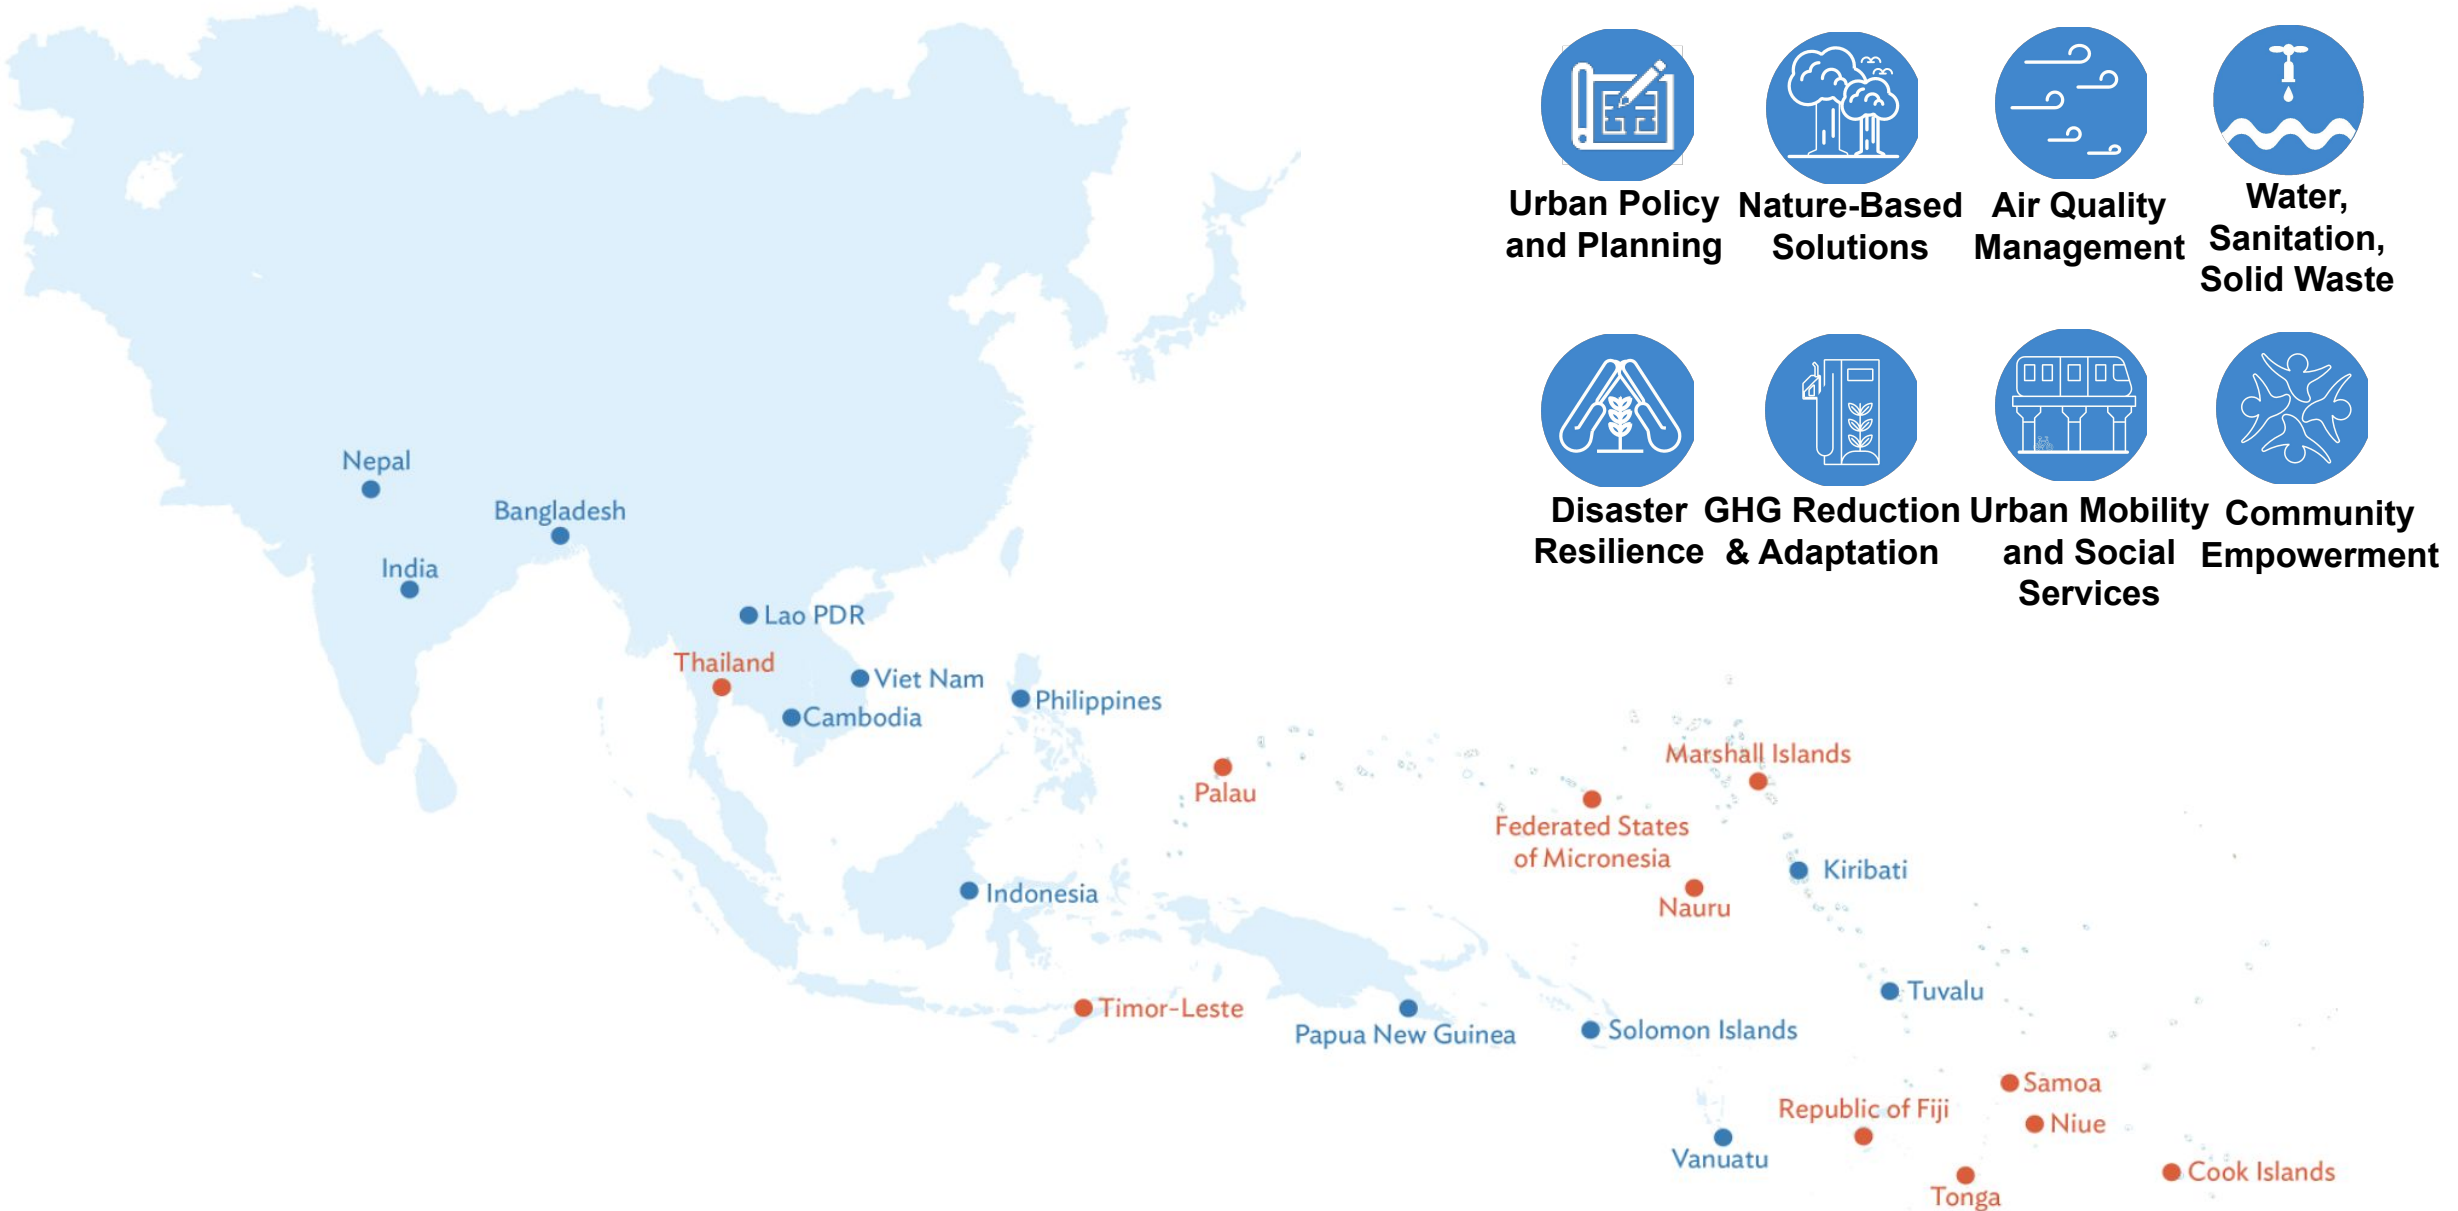 Urban Policy
and Planning
Nature-Based
Solutions
Air Quality
Management
Water,
Sanitation,
Solid Waste
Disaster
Resilience
GHG Reduction
& Adaptation
Urban Mobility
and Social
Services
Community
Empowerment
Nepal
Bangladesh
India
Lao PDR
Thailand
Viet Nam
Cambodia
Philippines
Palau
Marshall Islands
Federated States
of Micronesia
Kiribati
Nauru
Indonesia
Timor-Leste
Papua New Guinea
Solomon Islands
Tuvalu
Samoa
Republic of Fiji
Niue
Vanuatu
Cook Islands
Tonga